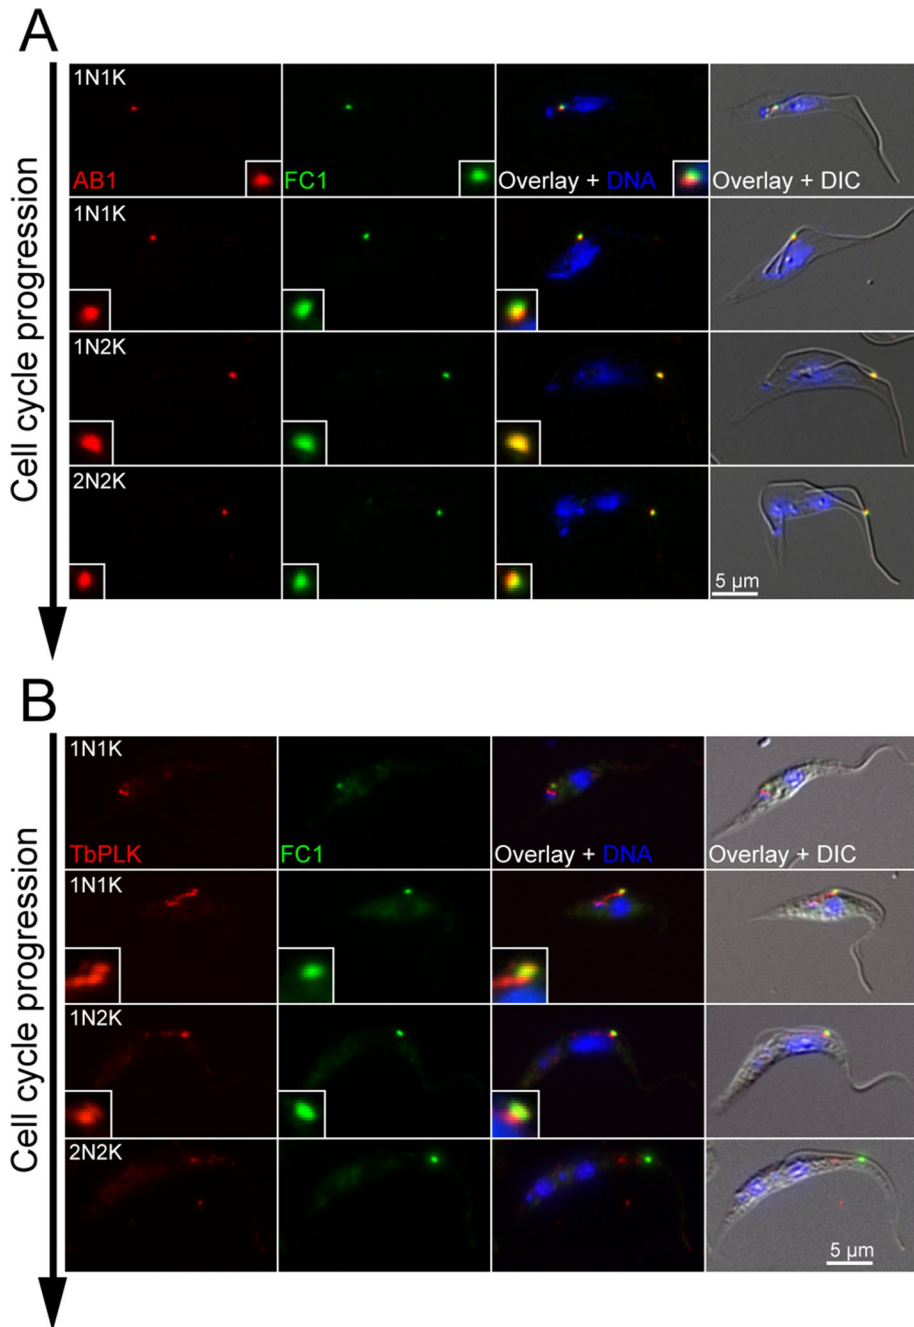 A
Cell cycle progression
1N1K
AB1
FC1
Overlay + DNA
Overlay + DIC
1N1K
1N2K
2N2K
5 µm
B
Cell cycle progression
1N1K
TbPLK
FC1
Overlay + DNA
Overlay + DIC
1N1K
1N2K
2N2K
5 µm